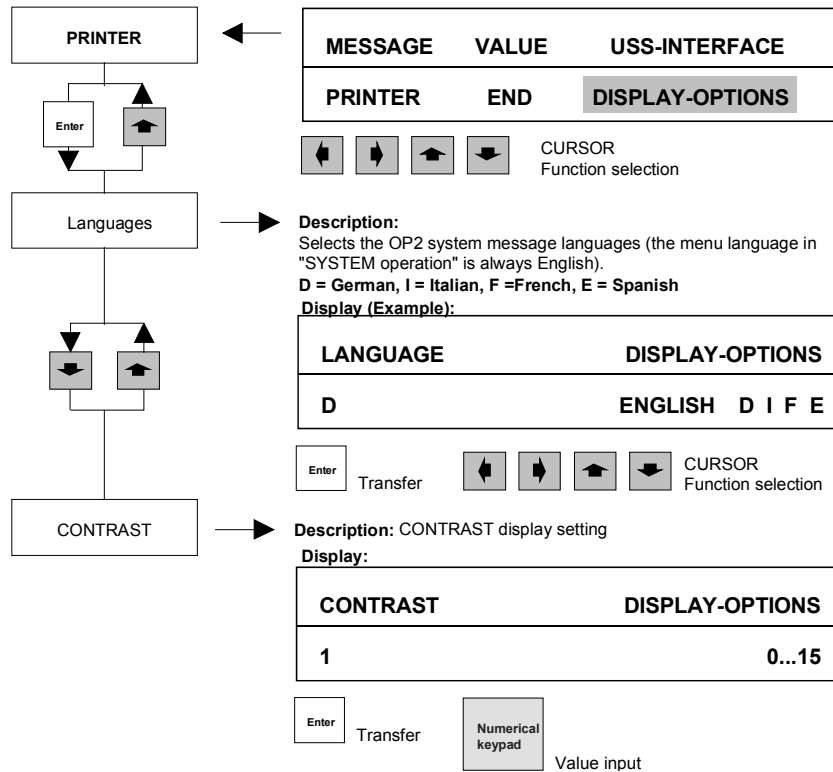 PRINTER
MESSAGE VALUE USS-INTERFACE
PRINTER END DISPLAY-OPTIONS
Enter
CURSOR
Function selection
Languages
Description:
Selects the OP2 system message languages (the menu language in
"SYSTEM operation" is always English).
D = German, I = Italian, F =French, E = Spanish
Display (Example):
LANGUAGE DISPLAY-OPTIONS
D ENGLISH D I F E
Enter
Transfer
CURSOR
Function selection
CONTRAST
Description: CONTRAST display setting
Display:
CONTRAST DISPLAY-OPTIONS
1 0...15
Enter
Transfer
Numerical
keypad
Value input